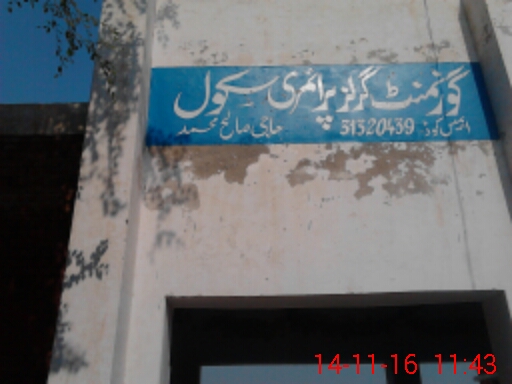 گورنمنٹ گرلز پرائمری سکول
ایمس کوڈ 31320439 حاجی صالح محمد
14-11-16 11:43